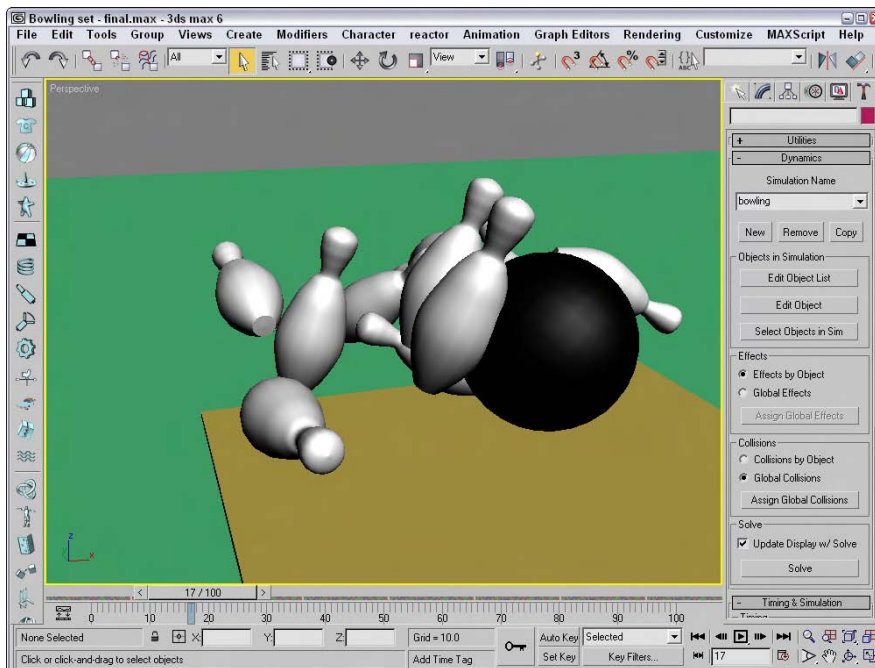 Bowling set - final.max - 3ds max 6
File Edit Tools Group Views Create Modifiers Character reactor Animation Graph Editors Rendering Customize MAXScript Help
All
View
3
%
ABC
Perspective
+ Utilities
- Dynamics
Simulation Name
bowling
New Remove Copy
Objects in Simulation
Edit Object List
Edit Object
Select Objects in Sim
Effects
Effects by Object
Global Effects
Assign Global Effects
Collisions
Collisions by Object
Global Collisions
Assign Global Collisions
Solve
Update Display w/ Solve
Solve
- Timing & Simulation
Timing
z
x
< 17 / 100 >
0 10 20 30 40 50 60 70 80 90 100
None Selected X: Y: Z: Grid = 10.0 Auto Key Selected
Click or click-and-drag to select objects Add Time Tag Set Key Key Filters... 17